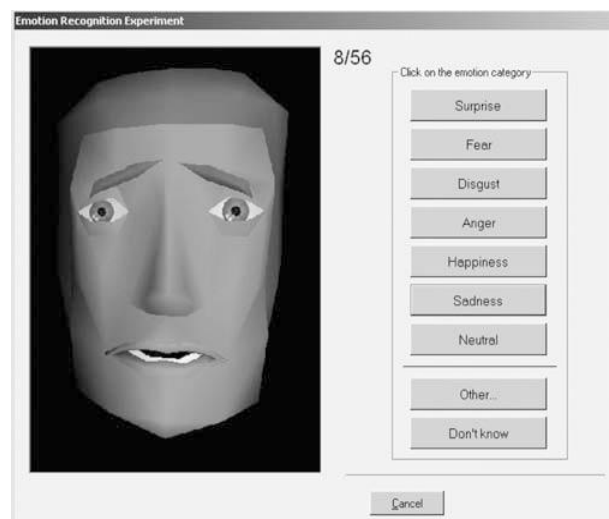 Emotion Recognition Experiment
8/56
Click on the emotion category
Surprise
Fear
Disgust
Anger
Happiness
Sadness
Neutral
Other...
Don't know
Cancel